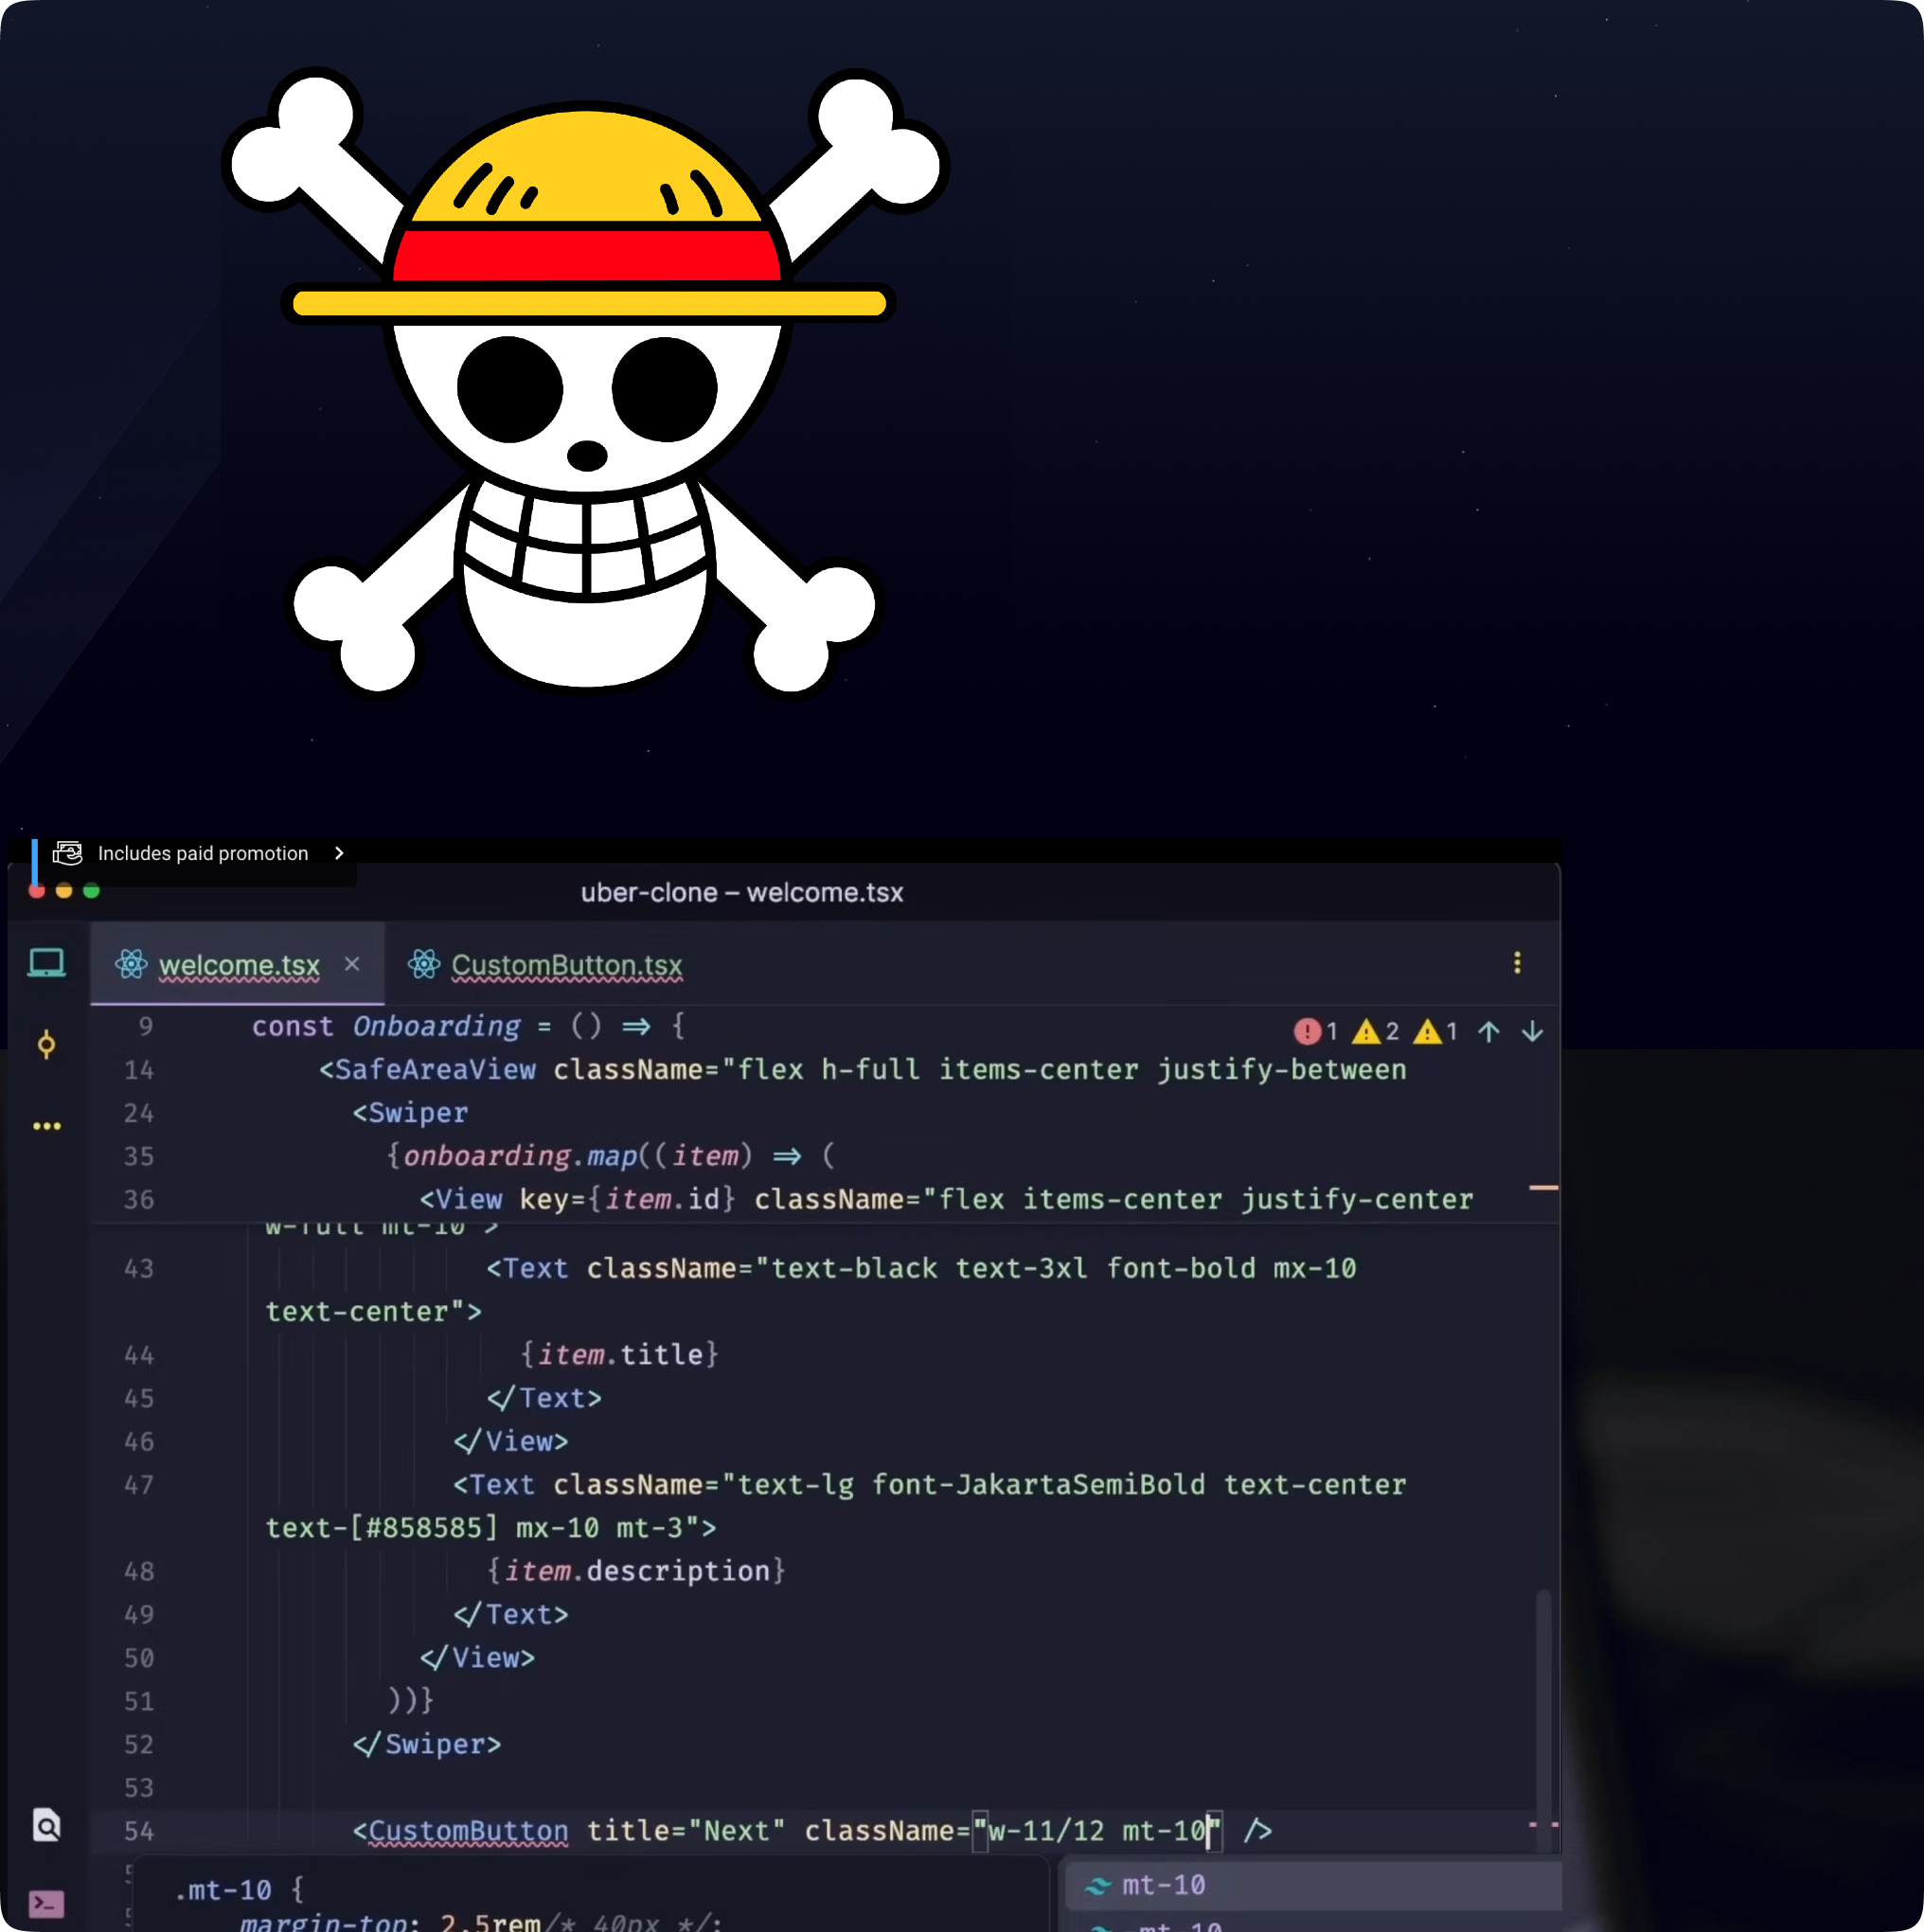 Includes paid promotion
uber-clone – welcome.tsx
welcome.tsx × CustomButton.tsx
9 const Onboarding = () => {
1 2 1
14 <SafeAreaView className="flex h-full items-center justify-between
24 <Swiper
35 {onboarding.map((item) => (
36 <View key={item.id} className="flex items-center justify-center
w-full mt-10">
43 <Text className="text-black text-3xl font-bold mx-10
text-center">
44 {item.title}
45 </Text>
46 </View>
47 <Text className="text-lg font-JakartaSemiBold text-center
text-[#858585] mx-10 mt-3">
48 {item.description}
49 </Text>
50 </View>
51 ))}
52 </Swiper>
53
54 <CustomButton title="Next" className="w-11/12 mt-10" />
.mt-10 {
margin-top: 2.5rem/* 40px */;
mt-10
-mt-10